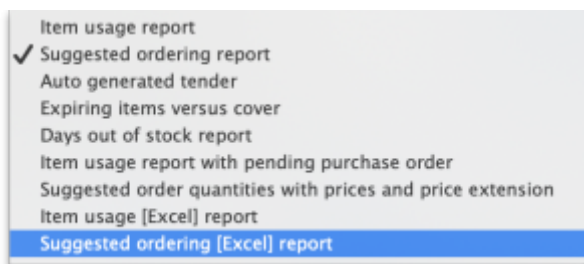 Item usage report
✓ Suggested ordering report
Auto generated tender
Expiring items versus cover
Days out of stock report
Item usage report with pending purchase order
Suggested order quantities with prices and price extension
Item usage [Excel] report
Suggested ordering [Excel] report